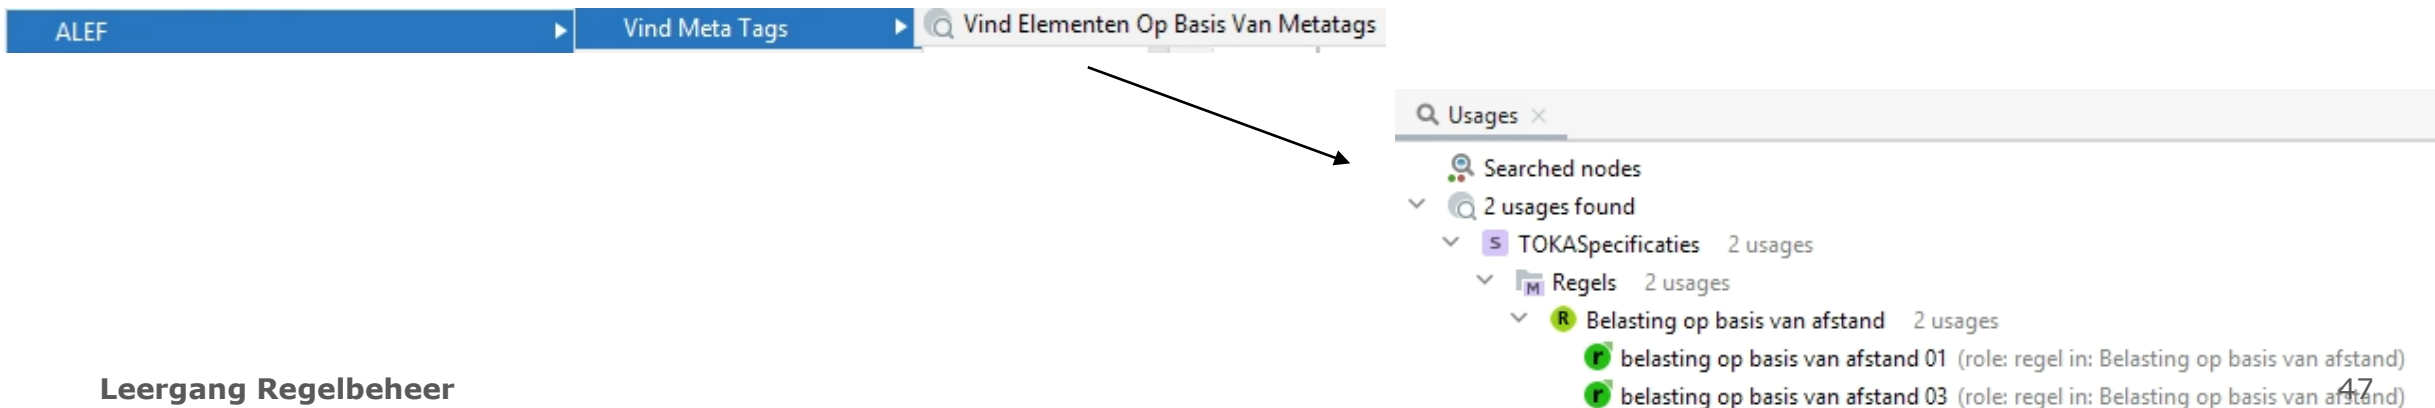 ALEF Vind Meta Tags Vind Elementen Op Basis Van Metatags
Usages
Searched nodes
2 usages found
S TOKASpecificaties 2 usages
M Regels 2 usages
R Belasting op basis van afstand 2 usages
r belasting op basis van afstand 01 (role: regel in: Belasting op basis van afstand)
r belasting op basis van afstand 03 (role: regel in: Belasting op basis van afstand)
Leergang Regelbeheer
47